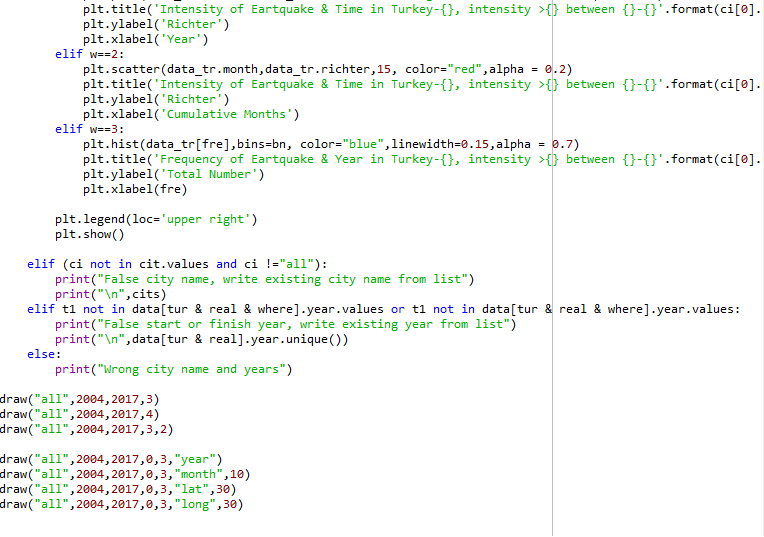 plt.title('Intensity of Eartquake & Time in Turkey-{}, intensity >{} between {}-{}'.format(ci[0].
plt.ylabel('Richter')
plt.xlabel('Year')
elif w==2:
plt.scatter(data_tr.month,data_tr.richter,15, color="red",alpha = 0.2)
plt.title('Intensity of Eartquake & Time in Turkey-{}, intensity >{} between {}-{}'.format(ci[0].
plt.ylabel('Richter')
plt.xlabel('Cumulative Months')
elif w==3:
plt.hist(data_tr[fre],bins=bn, color="blue",linewidth=0.15,alpha = 0.7)
plt.title('Frequency of Eartquake & Year in Turkey-{}, intensity >{} between {}-{}'.format(ci[0].
plt.ylabel('Total Number')
plt.xlabel(fre)
plt.legend(loc='upper right')
plt.show()
elif (ci not in cit.values and ci !="all"):
print("False city name, write existing city name from list")
print("\n",cits)
elif t1 not in data[tur & real & where].year.values or t1 not in data[tur & real & where].year.values:
print("False start or finish year, write existing year from list")
print("\n",data[tur & real].year.unique())
else:
print("Wrong city name and years")
draw("all",2004,2017,3)
draw("all",2004,2017,4)
draw("all",2004,2017,3,2)
draw("all",2004,2017,0,3,"year")
draw("all",2004,2017,0,3,"month",10)
draw("all",2004,2017,0,3,"lat",30)
draw("all",2004,2017,0,3,"long",30)